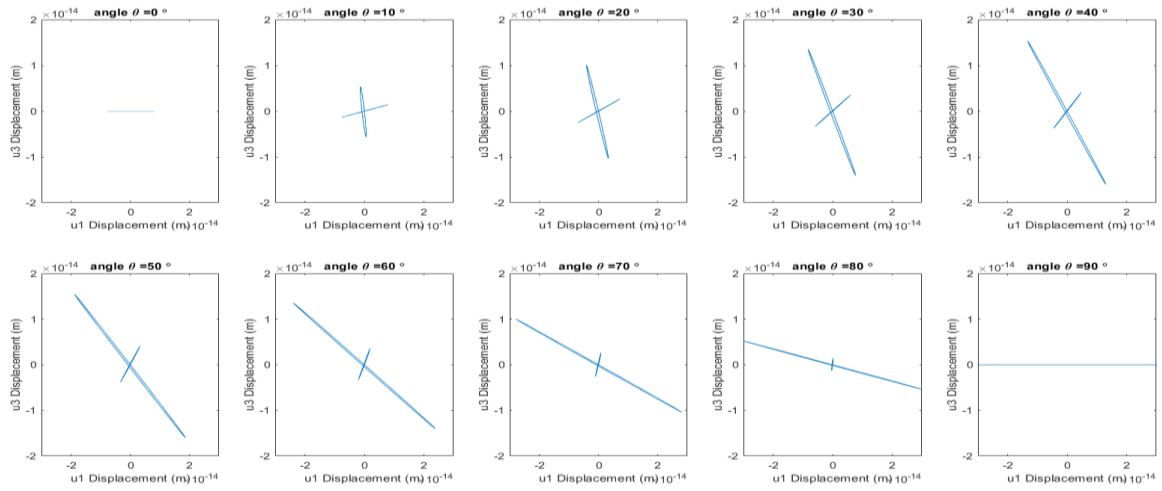 ×10⁻¹⁴ angle θ =0 º
×10⁻¹⁴ angle θ =10 º
×10⁻¹⁴ angle θ =20 º
×10⁻¹⁴ angle θ =30 º
×10⁻¹⁴ angle θ =40 º
u3 Displacement (m)
2
1
0
-1
-2
u3 Displacement (m)
2
1
0
-1
-2
u3 Displacement (m)
2
1
0
-1
-2
u3 Displacement (m)
2
1
0
-1
-2
u3 Displacement (m)
2
1
0
-1
-2
-2 0 2
-2 0 2
-2 0 2
-2 0 2
-2 0 2
u1 Displacement (m) ×10⁻¹⁴
u1 Displacement (m) ×10⁻¹⁴
u1 Displacement (m) ×10⁻¹⁴
u1 Displacement (m) ×10⁻¹⁴
u1 Displacement (m) ×10⁻¹⁴
×10⁻¹⁴ angle θ =50 º
×10⁻¹⁴ angle θ =60 º
×10⁻¹⁴ angle θ =70 º
×10⁻¹⁴ angle θ =80 º
×10⁻¹⁴ angle θ =90 º
u3 Displacement (m)
2
1
0
-1
-2
u3 Displacement (m)
2
1
0
-1
-2
u3 Displacement (m)
2
1
0
-1
-2
u3 Displacement (m)
2
1
0
-1
-2
u3 Displacement (m)
2
1
0
-1
-2
-2 0 2
-2 0 2
-2 0 2
-2 0 2
-2 0 2
u1 Displacement (m) ×10⁻¹⁴
u1 Displacement (m) ×10⁻¹⁴
u1 Displacement (m) ×10⁻¹⁴
u1 Displacement (m) ×10⁻¹⁴
u1 Displacement (m) ×10⁻¹⁴